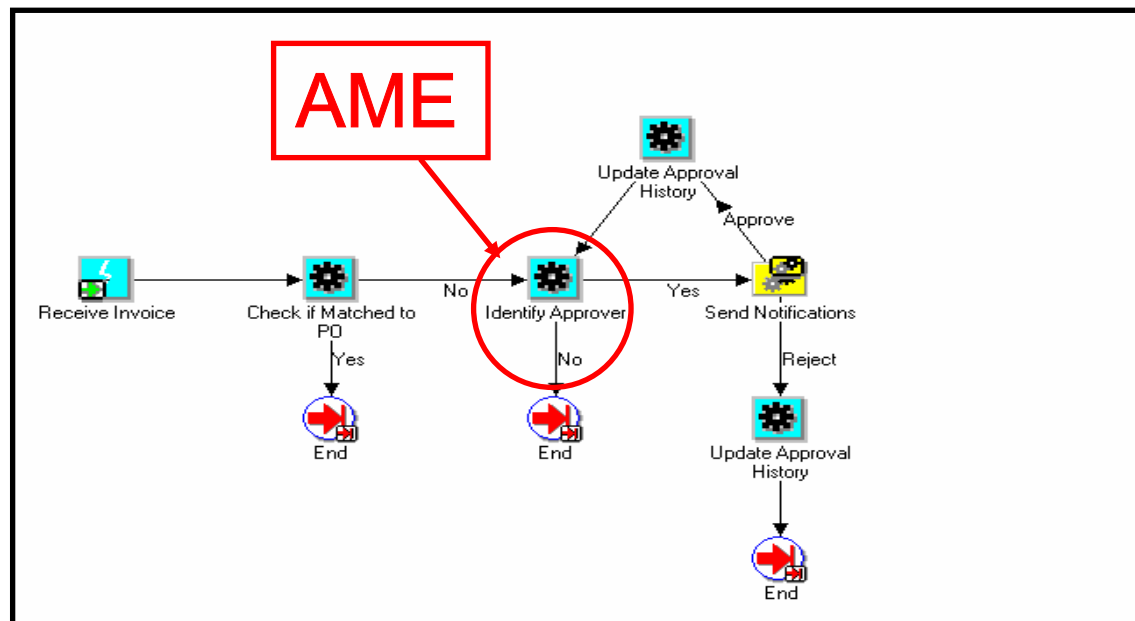 AME
Update Approval
History
Approve
Receive Invoice
Check if Matched to
PO
No
Identify Approver
Yes
Send Notifications
Yes
No
Reject
End
End
Update Approval
History
End